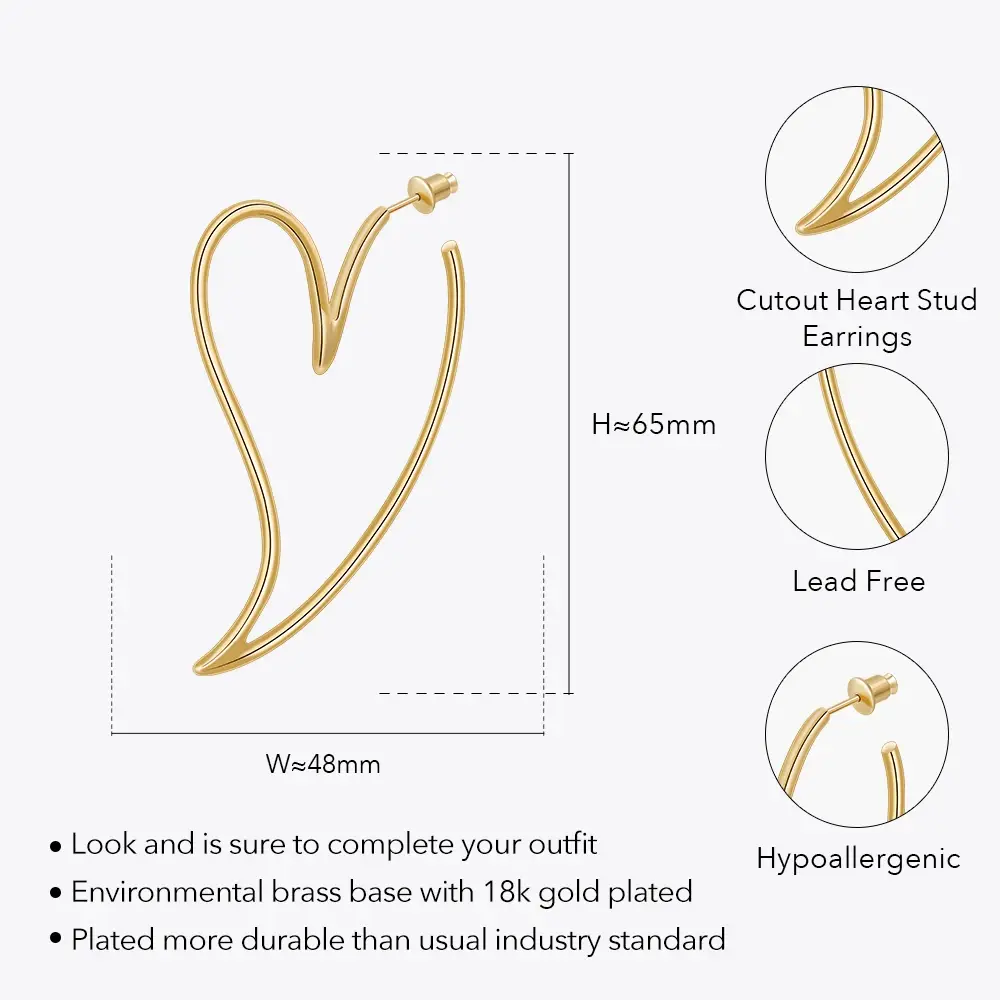 H≈65mm
W≈48mm
Cutout Heart Stud
Earrings
Lead Free
Hypoallergenic
• Look and is sure to complete your outfit
• Environmental brass base with 18k gold plated
• Plated more durable than usual industry standard